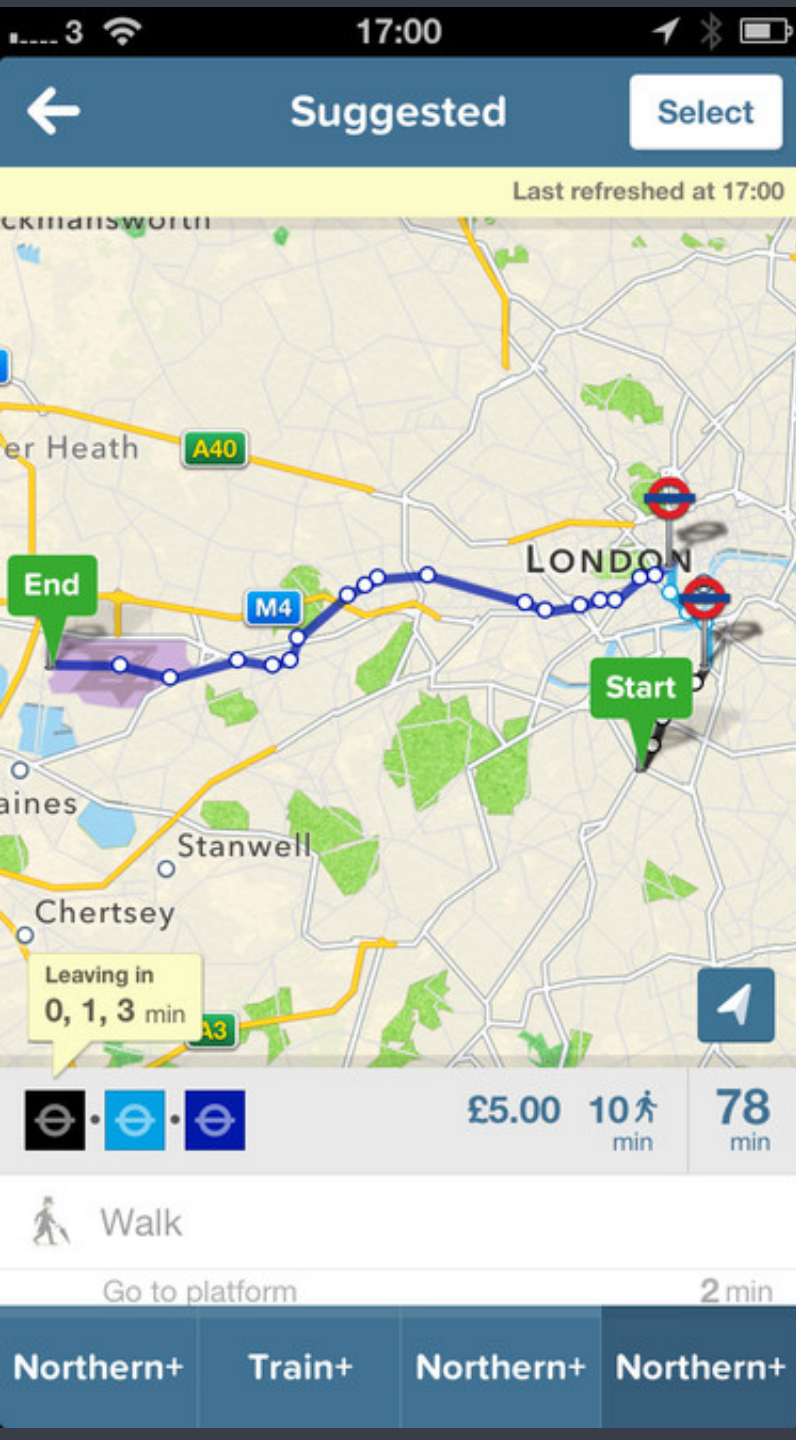 3 17:00
Suggested
Select
Last refreshed at 17:00
ckmansworth
A40
er Heath
LONDON
End
M4
Start
aines
Stanwell
Chertsey
Leaving in
0, 1, 3 min
A3
£5.00 10 min
78 min
Walk
Go to platform 2 min
Northern+ Train+ Northern+ Northern+